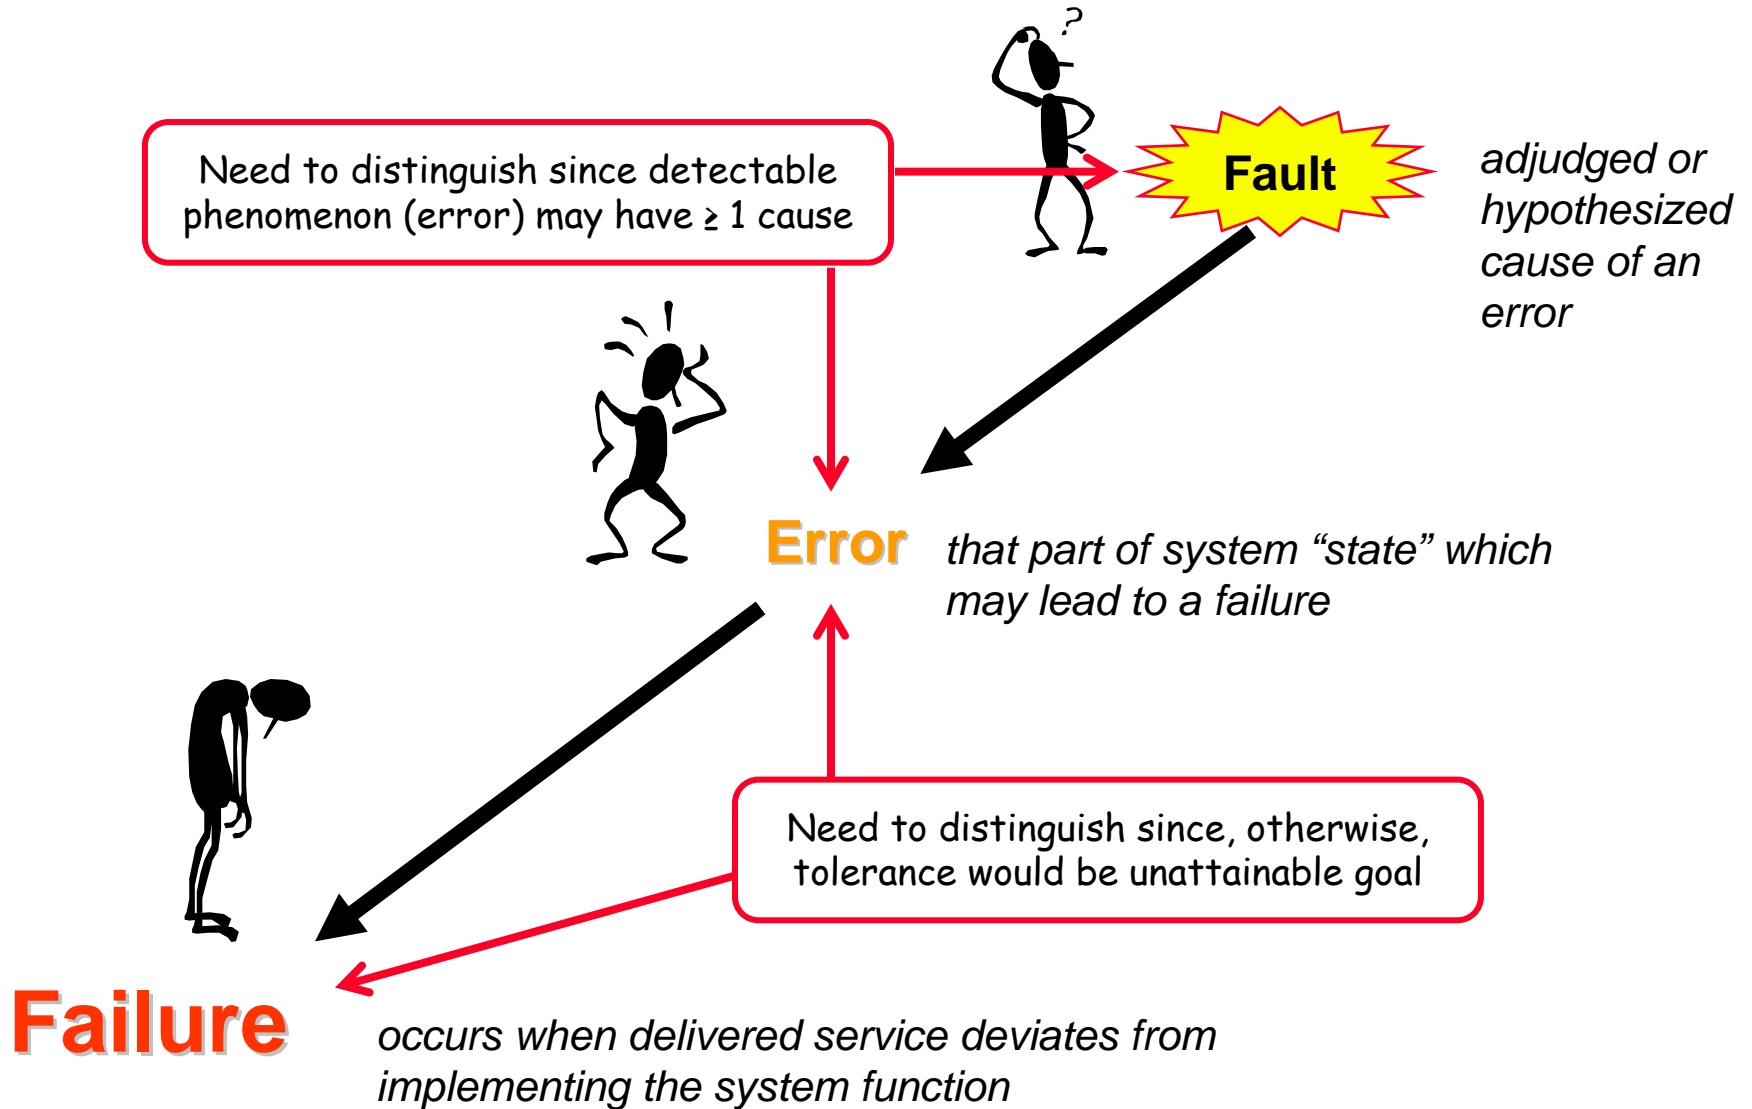 ?
Need to distinguish since detectable
phenomenon (error) may have ≥ 1 cause
Fault
adjudged or
hypothesized
cause of an
error
Error
that part of system “state” which
may lead to a failure
Need to distinguish since, otherwise,
tolerance would be unattainable goal
Failure
occurs when delivered service deviates from
implementing the system function